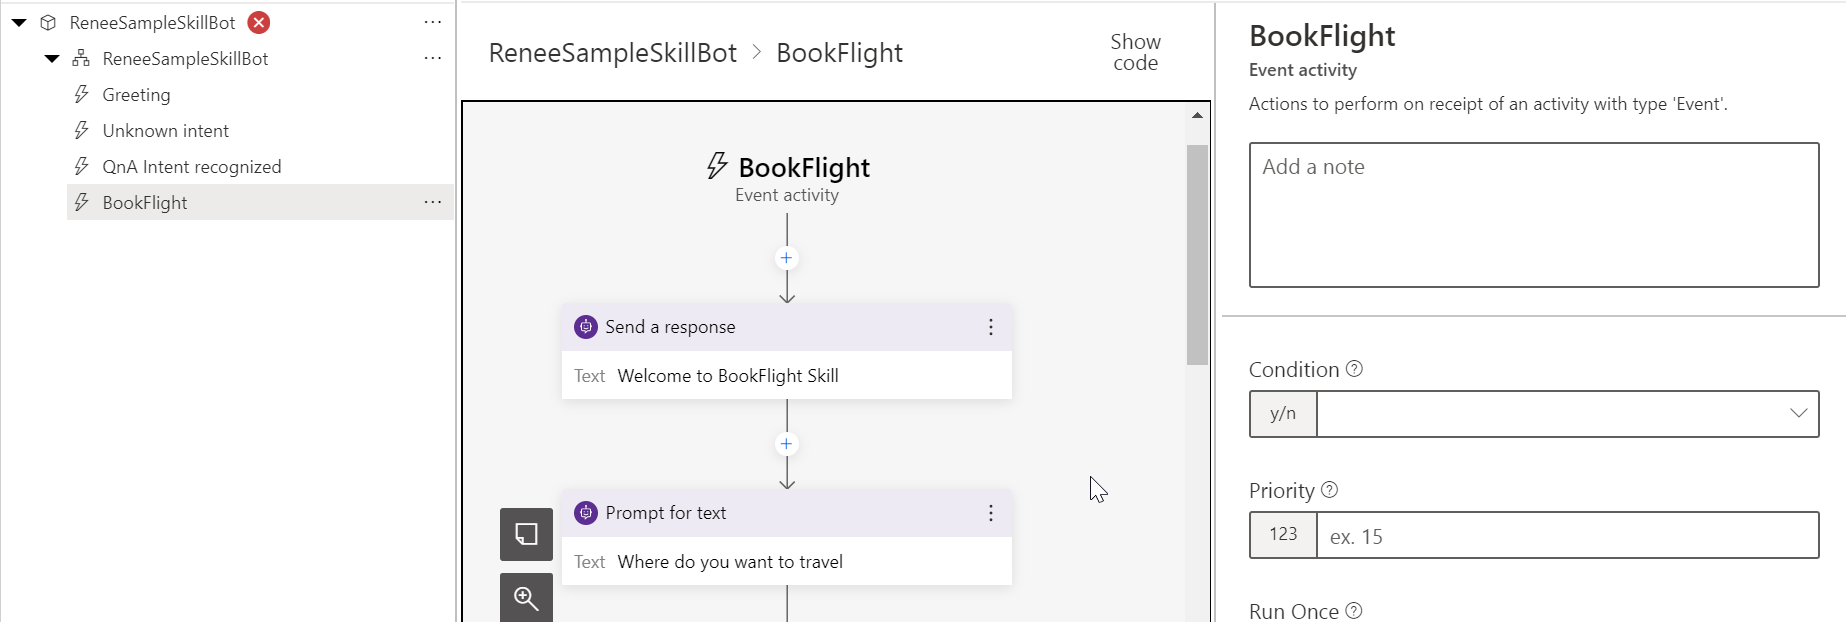 ReneeSampleSkillBot
ReneeSampleSkillBot
Greeting
Unknown intent
QnA Intent recognized
BookFlight
ReneeSampleSkillBot > BookFlight
Show
code
BookFlight
Event activity
Send a response
Text Welcome to BookFlight Skill
Prompt for text
Text Where do you want to travel
BookFlight
Event activity
Actions to perform on receipt of an activity with type 'Event'.
Add a note
Condition
y/n
Priority
123 ex. 15
Run Once